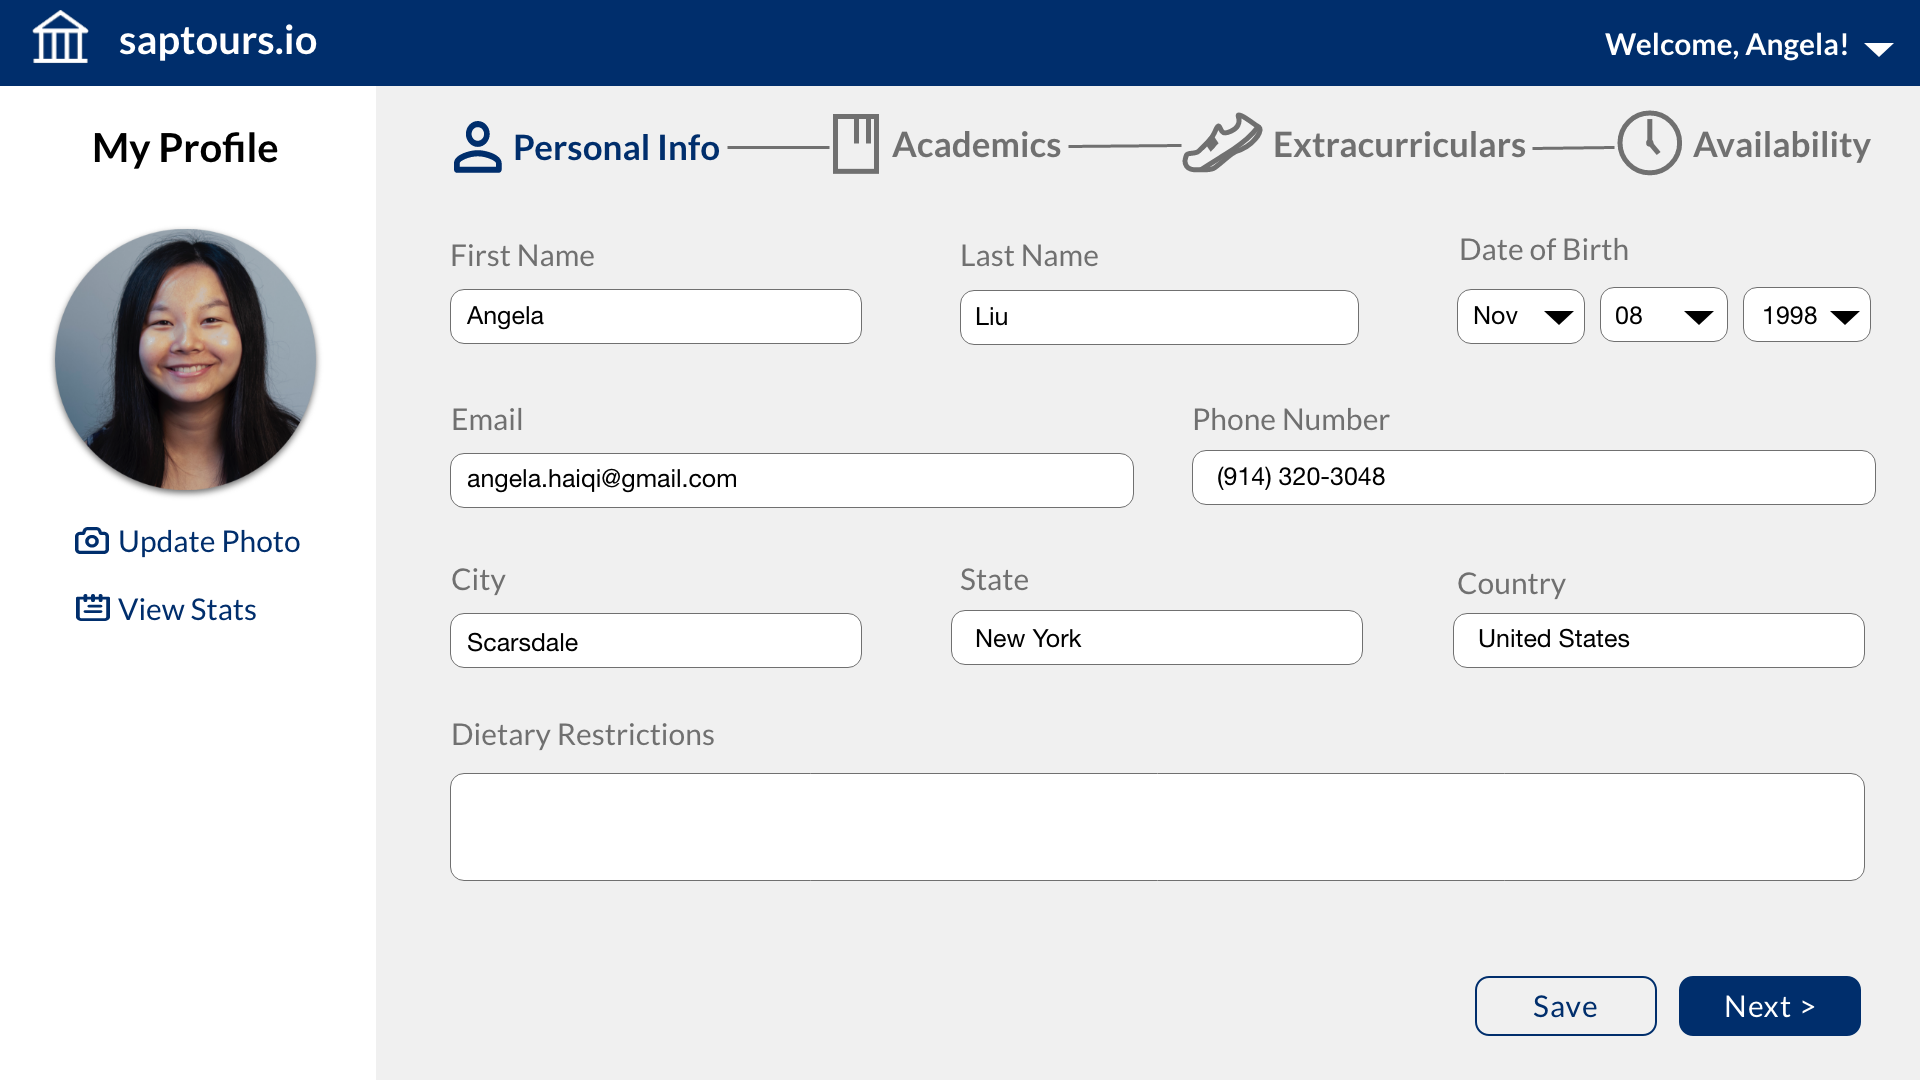 saptours.io
Welcome, Angela!
My Profile
Update Photo
View Stats
Personal Info
Academics
Extracurriculars
Availability
First Name
Last Name
Date of Birth
Angela
Liu
Nov
08
1998
Email
Phone Number
angela.haiqi@gmail.com
(914) 320-3048
City
State
Country
Scarsdale
New York
United States
Dietary Restrictions
Save
Next >